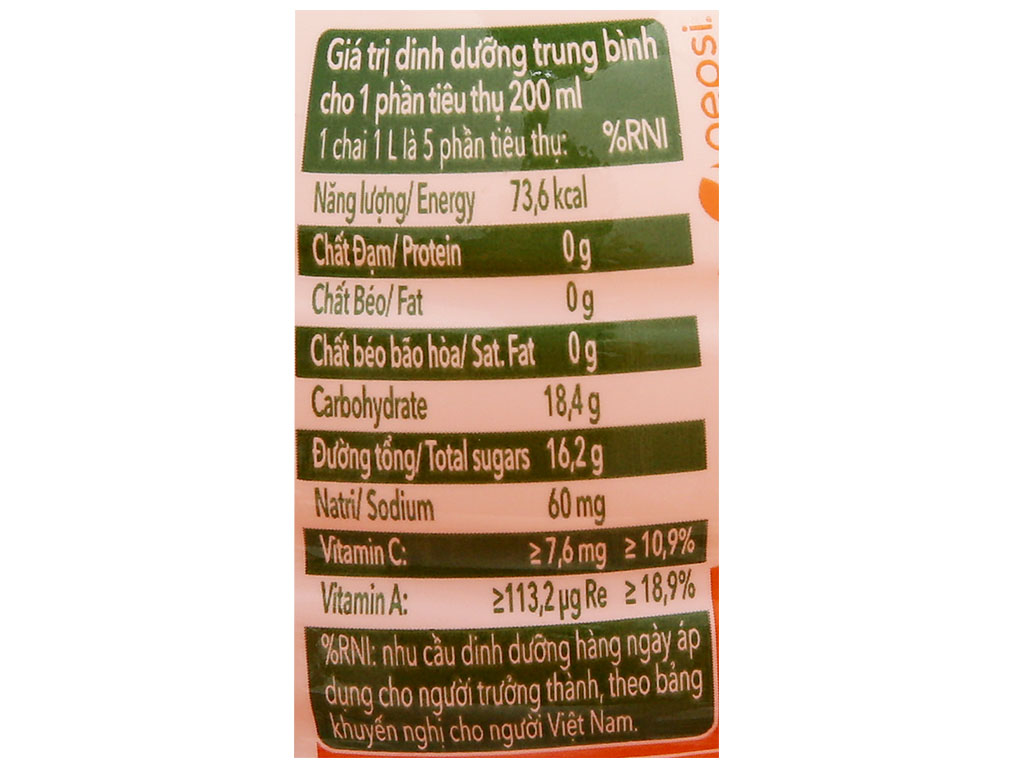 Giá trị dinh dưỡng trung bình
cho 1 phần tiêu thụ 200 ml
1 chai 1 L là 5 phần tiêu thụ: %RNI
Năng lượng/ Energy 73,6 kcal
Chất Đạm/ Protein 0 g
Chất Béo/ Fat 0 g
Chất béo bão hòa/ Sat. Fat 0 g
Carbohydrate 18,4 g
Đường tổng/ Total sugars 16,2 g
Natri/ Sodium 60 mg
Vitamin C: ≥7,6 mg ≥10,9%
Vitamin A: ≥113,2 µg Re ≥18,9%
%RNI: nhu cầu dinh dưỡng hàng ngày áp
dụng cho người trưởng thành, theo bảng
khuyến nghị cho người Việt Nam.
pepsi